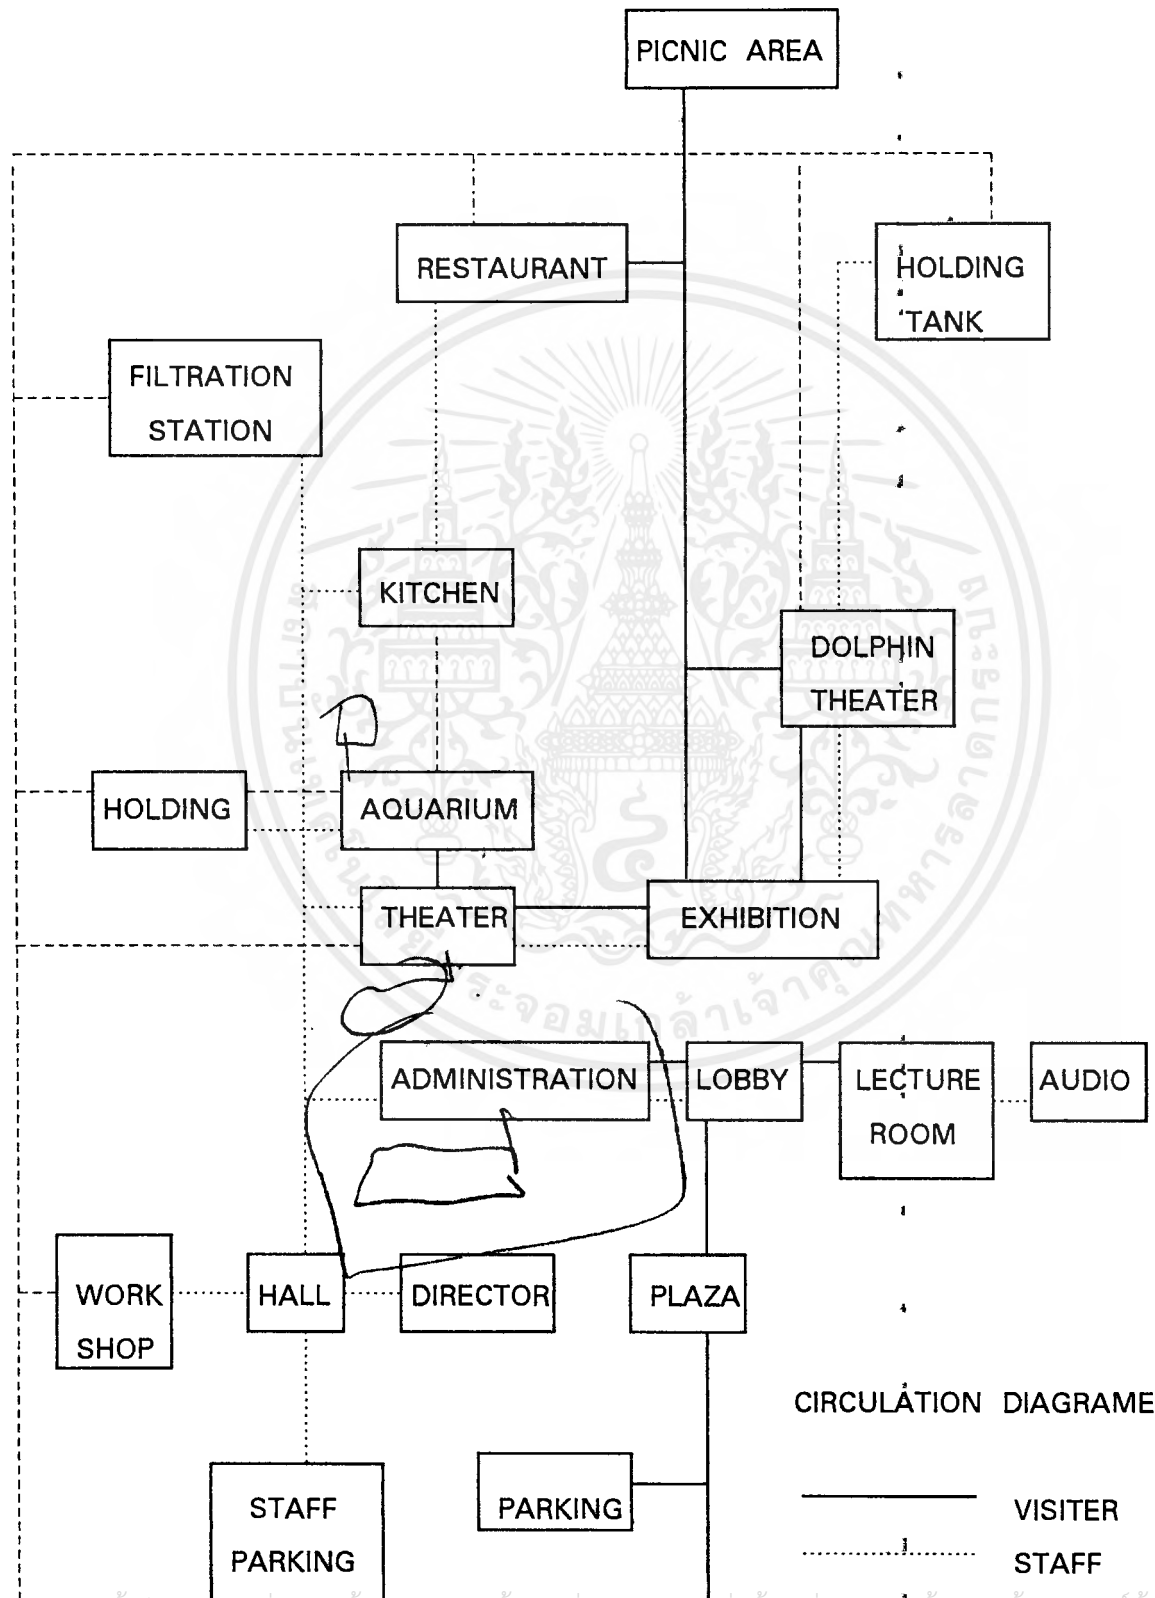 PICNIC AREA
RESTAURANT
HOLDING
TANK
FILTRATION
STATION
KITCHEN
DOLPHIN
THEATER
HOLDING
AQUARIUM
THEATER
EXHIBITION
ADMINISTRATION
LOBBY
LECTURE
ROOM
AUDIO
WORK
SHOP
HALL
DIRECTOR
PLAZA
CIRCULATION DIAGRAME
STAFF
PARKING
PARKING
VISITER
STAFF